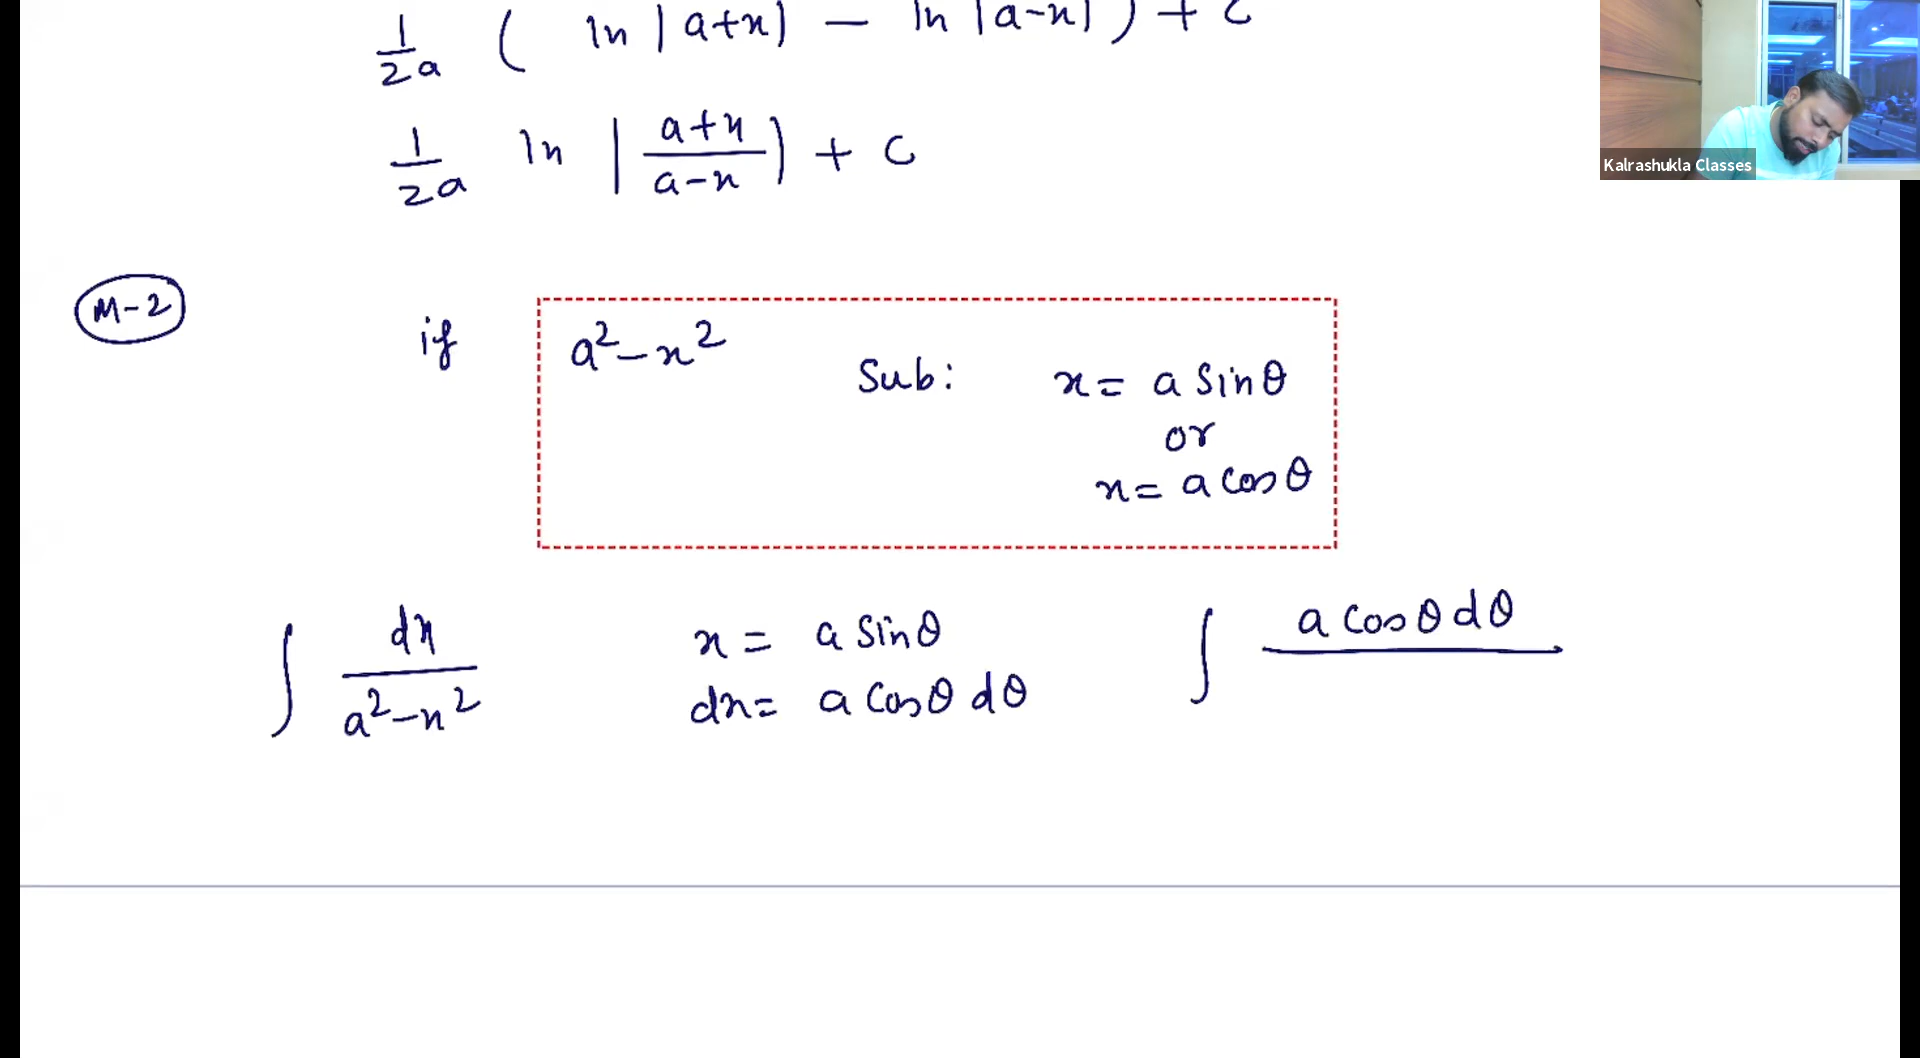 1/2a ( ln |a+x| − ln |a−x| ) + C
Kalrashukla Classes
1/2a ln |a+x/a−x| + C
M-2
if a²−x² Sub: x = a sinθ
or
x = a cosθ
∫ dx/a²−x² x = a sinθ ∫ a cosθ dθ
dx = a cosθ dθ